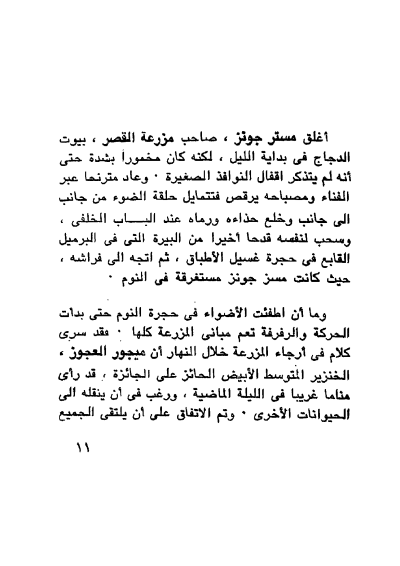 أغلق مستر جونز ، صاحب مزرعة القصر ، بيوت
الدجاج فى بداية الليل ، لكنه كان مخموراً بشدة حتى
أنه لم يتذكر اقفال النوافذ الصغيرة ٠ وعاد مترنحا عبر
الفناء ومصباحه يرقص فتتمايل حلقة الضوء من جانب
الى جانب وخلع حذاءه ورماه عند البـــاب الخلفى ،
وسحب لنفسه قدحا أخيرا من البيرة التى فى البرميل
القابع فى حجرة غسيل الأطباق ، ثم اتجه الى فراشه ،
حيث كانت مسز جونز مستغرقة فى النوم ٠
وما أن اطفئت الأضواء فى حجرة النوم حتى بدأت
الحركة والرفرفة تعم مبانى المزرعة كلها ٠ فقد سرى
كلام فى أرجاء المزرعة خلال النهار أن ميجور العجوز ،
الخنزير المتوسط الأبيض الحائز على الجائزة ، قد رأى
مناما غريبا فى الليلة الماضية ، ورغب فى أن ينقله الى
الحيوانات الأخرى ٠ وتم الاتفاق على أن يلتقى الجميع
١١